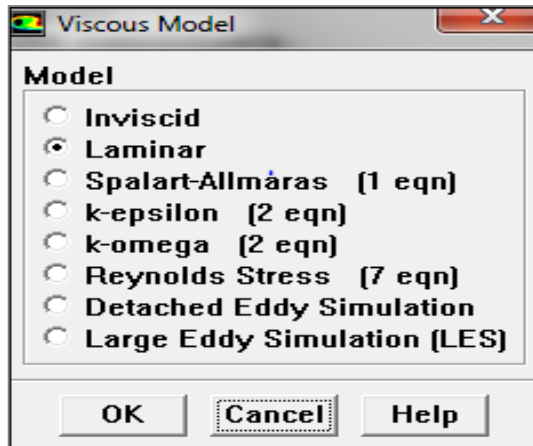 Viscous Model
Model
Inviscid
Laminar
Spalart-Allmaras (1 eqn)
k-epsilon (2 eqn)
k-omega (2 eqn)
Reynolds Stress (7 eqn)
Detached Eddy Simulation
Large Eddy Simulation (LES)
OK Cancel Help